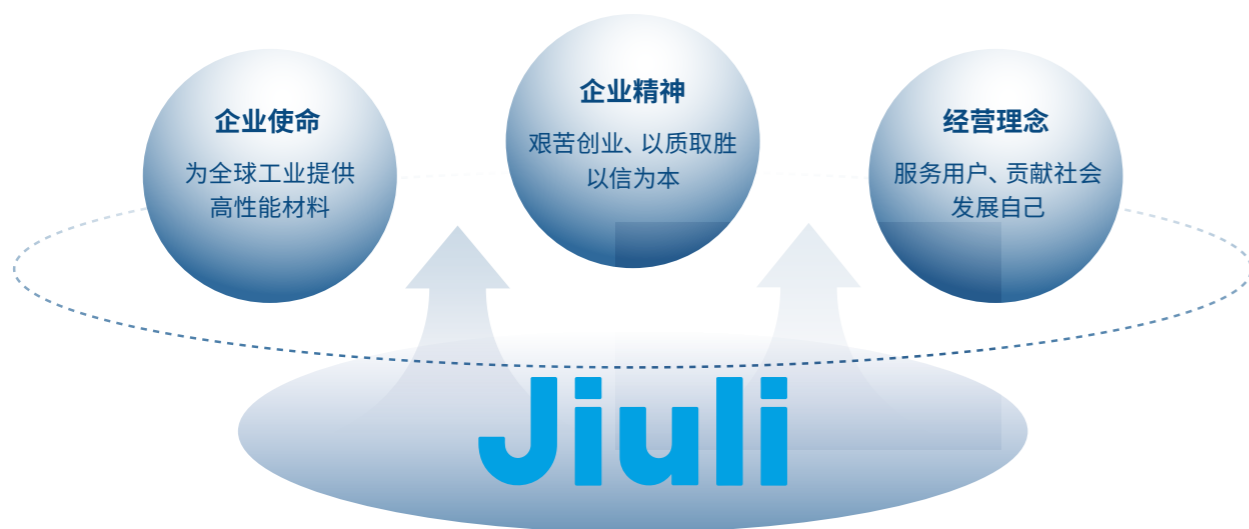 企业使命
为全球工业提供
高性能材料
企业精神
艰苦创业、以质取胜
以信为本
经营理念
服务用户、贡献社会
发展自己
Jiuli